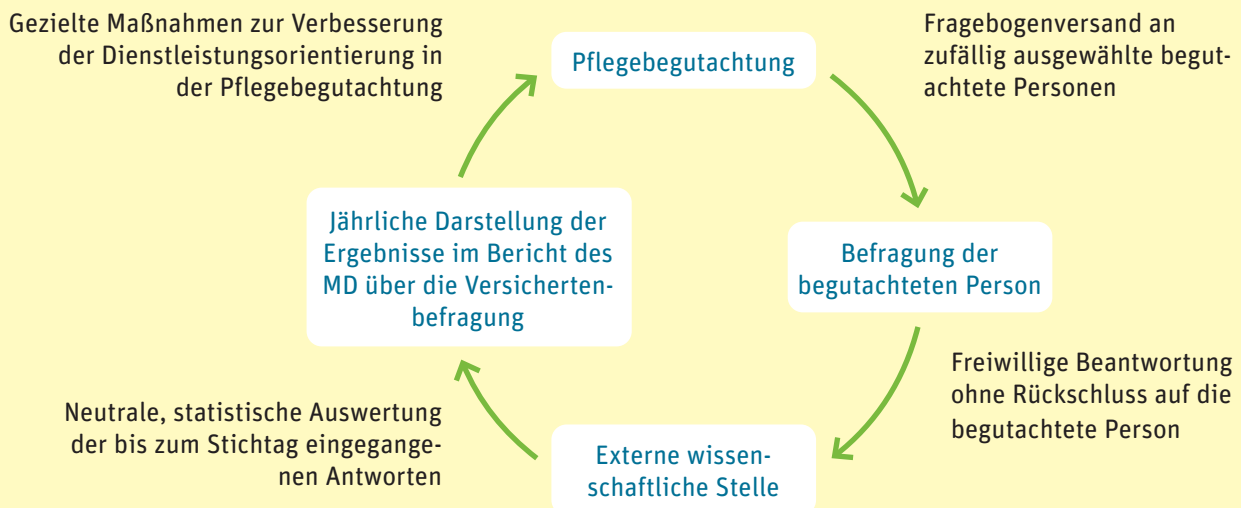 Pflegebegutachtung
Fragebogenversand an
zufällig ausgewählte begut-
achtete Personen
Befragung der
begutachteten Person
Freiwillige Beantwortung
ohne Rückschluss auf die
begutachtete Person
Externe wissen-
schaftliche Stelle
Neutrale, statistische Auswertung
der bis zum Stichtag eingegange-
nen Antworten
Jährliche Darstellung der
Ergebnisse im Bericht des
MD über die Versicherten-
befragung
Gezielte Maßnahmen zur Verbesserung
der Dienstleistungsorientierung in
der Pflegebegutachtung